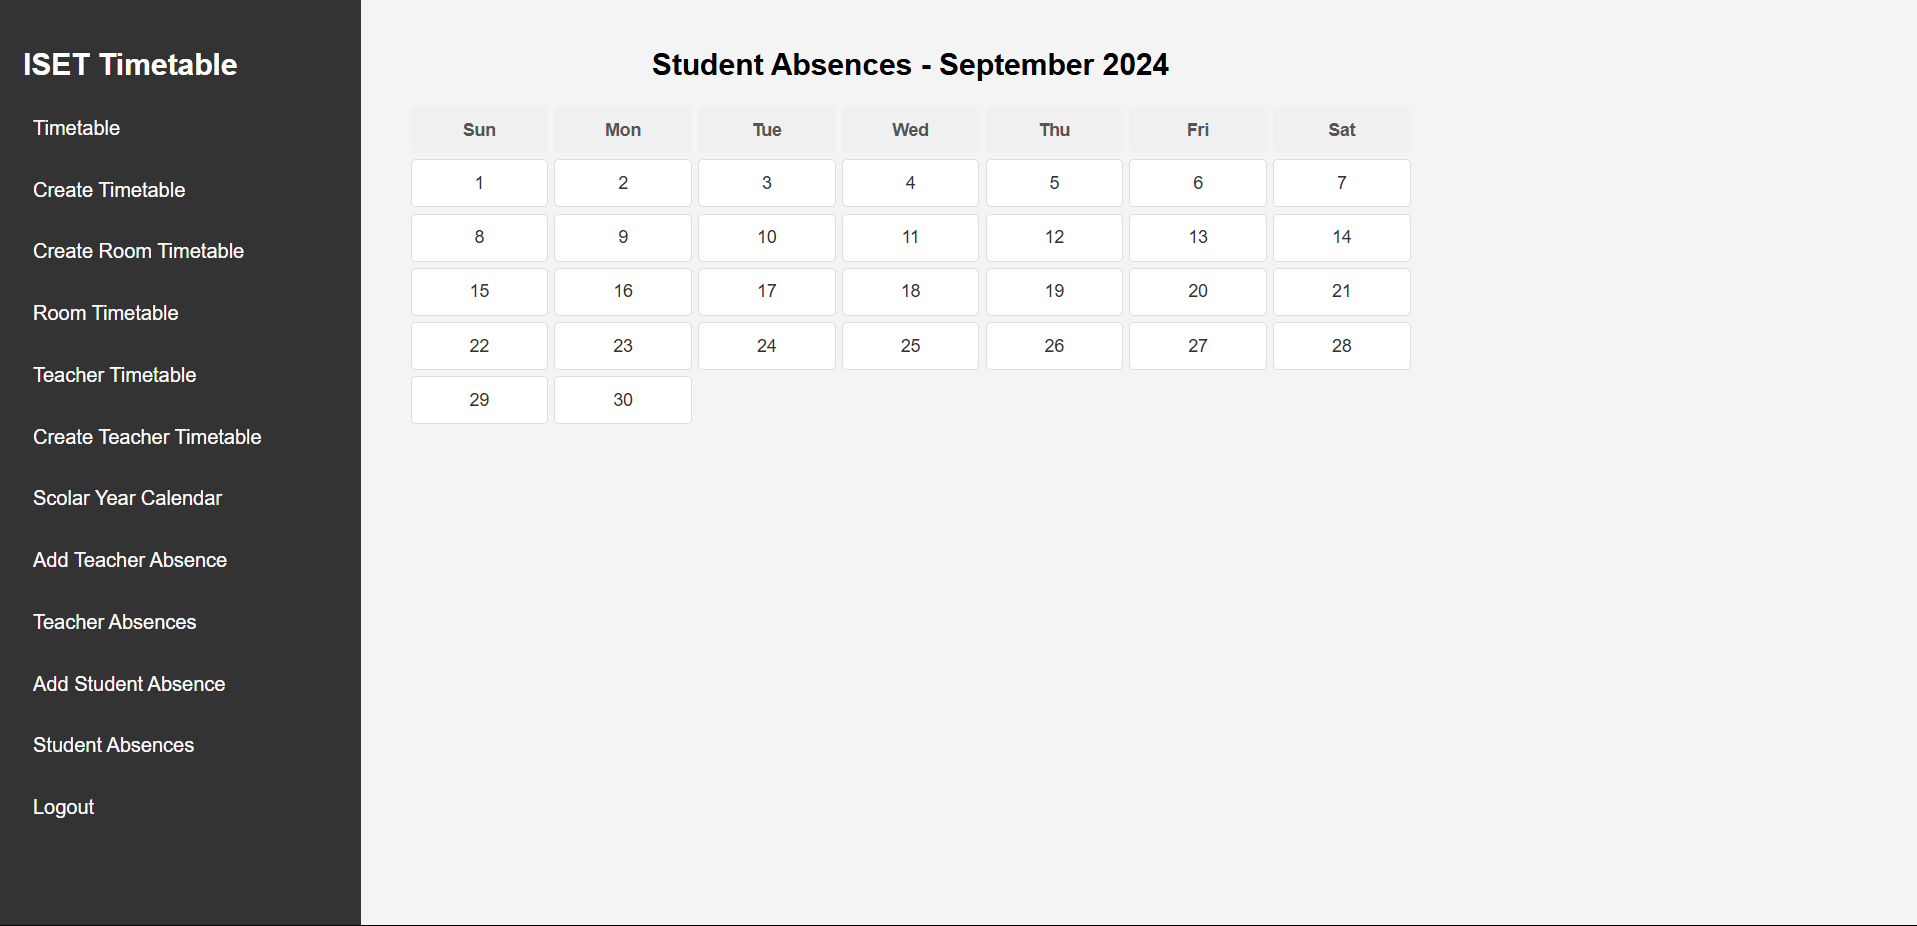 ISET Timetable
Timetable
Create Timetable
Create Room Timetable
Room Timetable
Teacher Timetable
Create Teacher Timetable
Scolar Year Calendar
Add Teacher Absence
Teacher Absences
Add Student Absence
Student Absences
Logout
Student Absences - September 2024
Sun Mon Tue Wed Thu Fri Sat
1 2 3 4 5 6 7
8 9 10 11 12 13 14
15 16 17 18 19 20 21
22 23 24 25 26 27 28
29 30